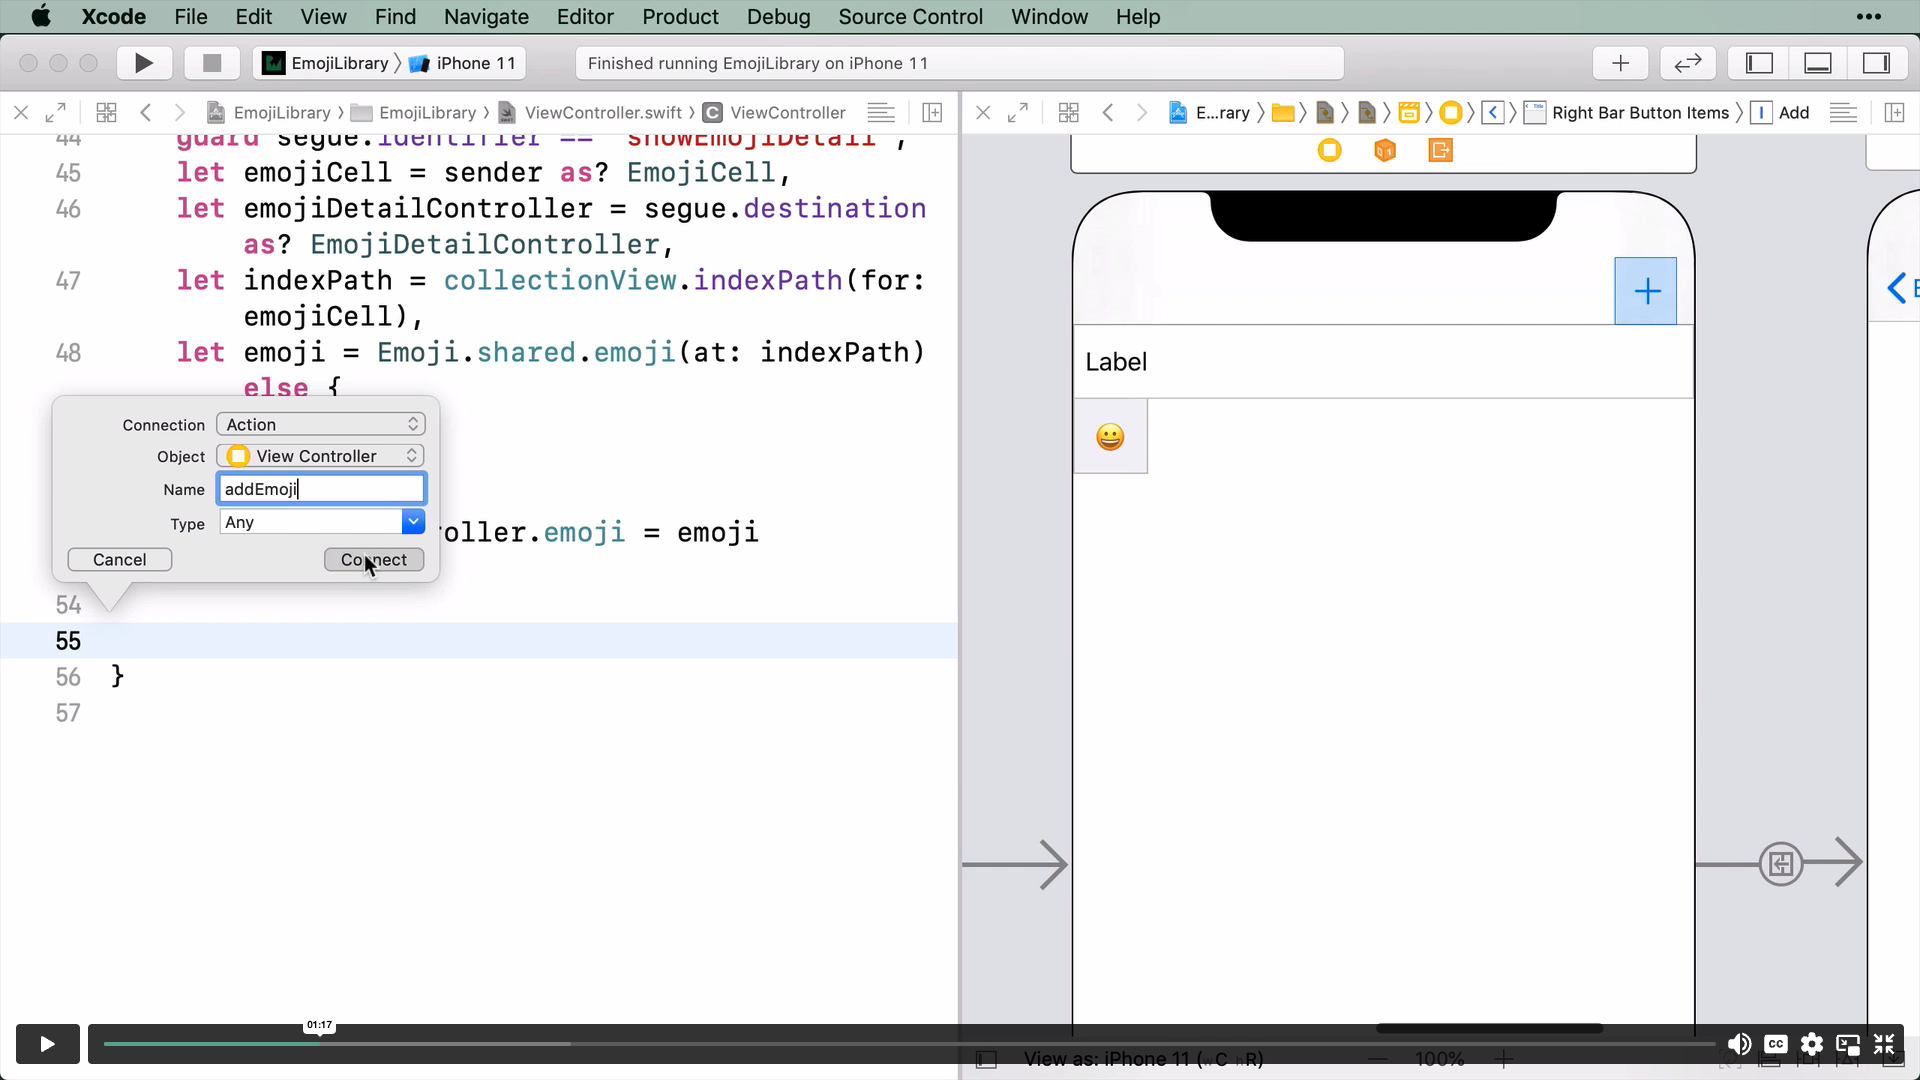 Xcode File Edit View Find Navigate Editor Product Debug Source Control Window Help
EmojiLibrary iPhone 11
Finished running EmojiLibrary on iPhone 11
EmojiLibrary EmojiLibrary ViewController.swift C ViewController
E...rary Right Bar Button Items I Add
44 guard segue.identifier == "showEmojiDetail",
45 let emojiCell = sender as? EmojiCell,
46 let emojiDetailController = segue.destination
as? EmojiDetailController,
47 let indexPath = collectionView.indexPath(for:
emojiCell),
48 let emoji = Emoji.shared.emoji(at: indexPath)
else {
Connection Action
Object View Controller
Name addEmoji
Type Any
Cancel Connect
oller.emoji = emoji
54
55
56 }
57
Label
01:17
CC
View as: iPhone 11 (wC hR)
100%